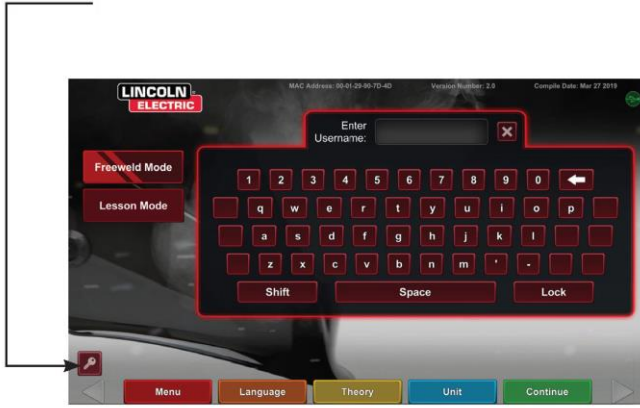 LINCOLN
ELECTRIC
MAC Address: 00-01-29-90-7D-4D Version Number: 2.0 Compile Date: Mar 27 2019
Enter
Username:
Freeweld Mode
Lesson Mode
1 2 3 4 5 6 7 8 9 0
q w e r t y u i o p
a s d f g h j k l
z x c v b n m ' -
Shift Space Lock
Menu Language Theory Unit Continue